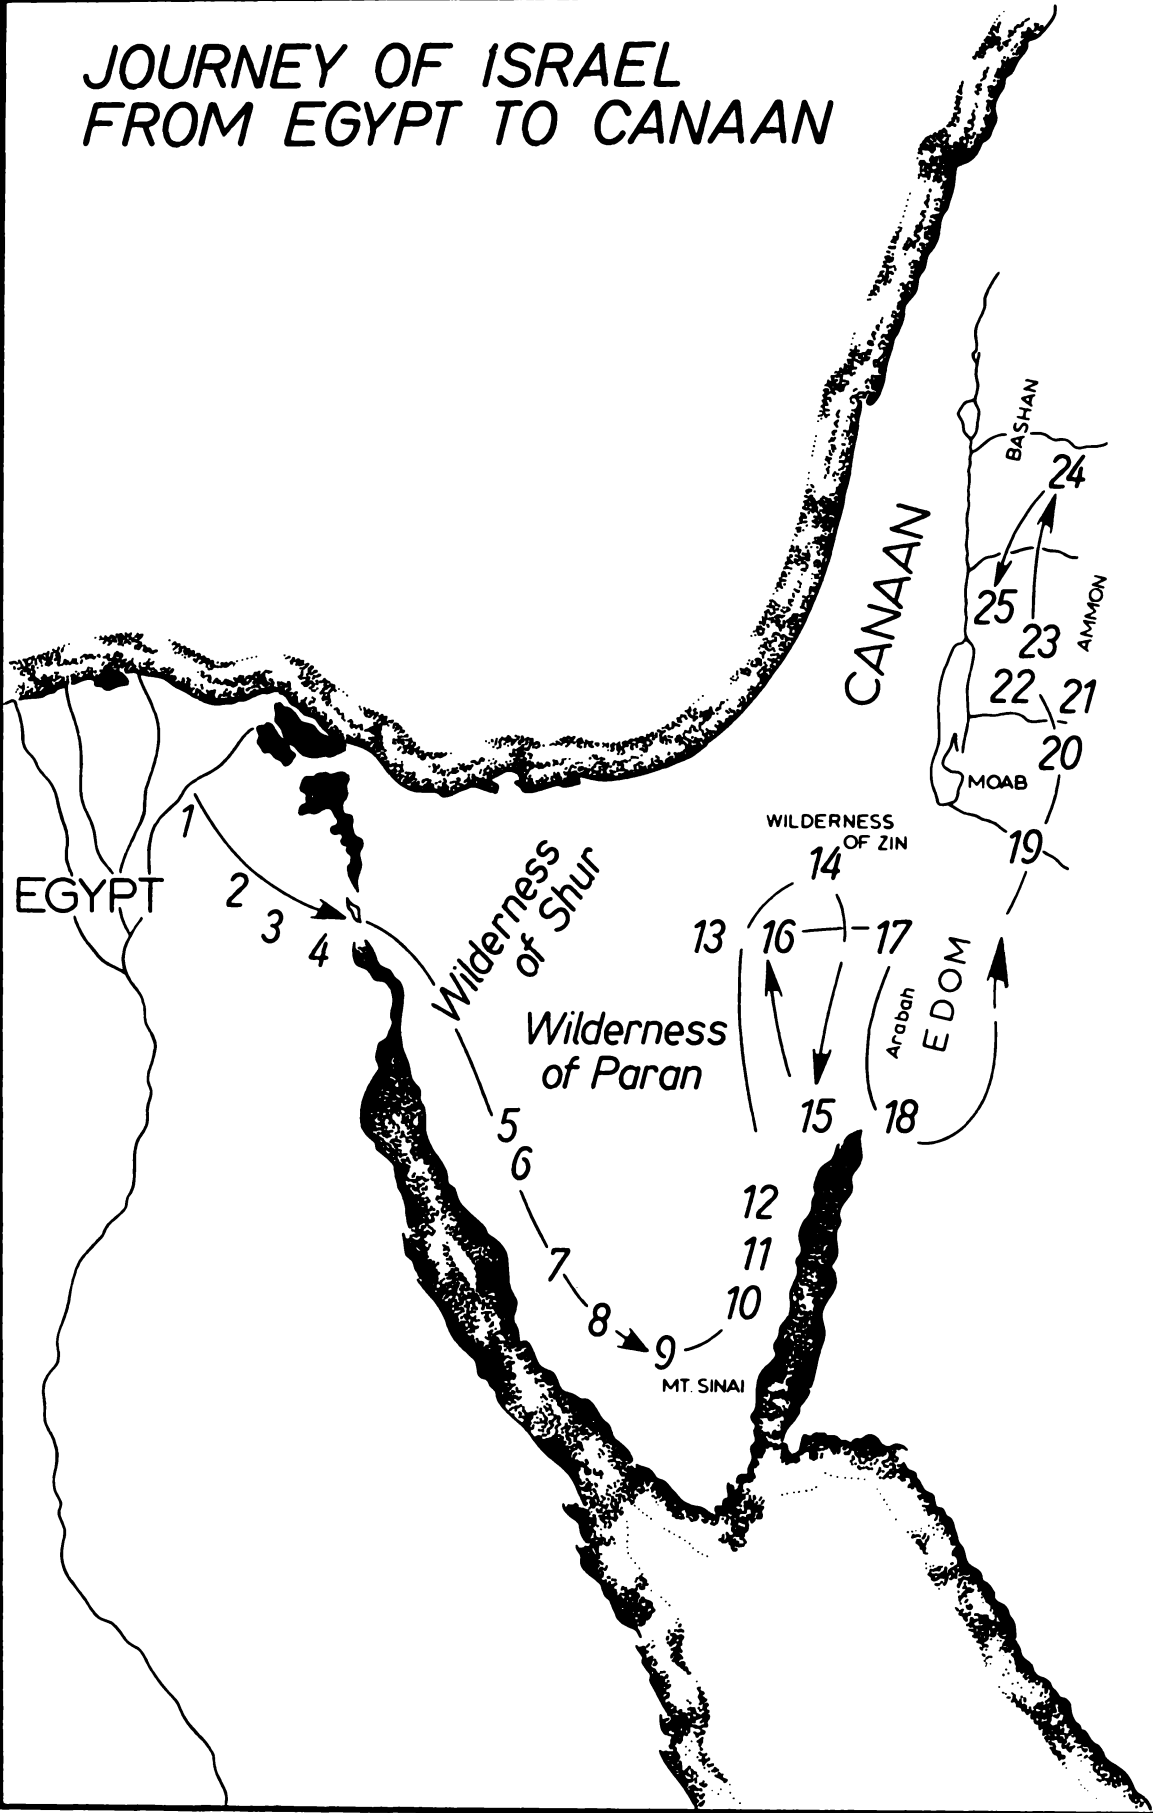 JOURNEY OF ISRAEL
FROM EGYPT TO CANAAN
BASHAN
24
CANAAN
25
23
AMMON
22
21
20
MOAB
1
WILDERNESS
OF ZIN
19
14
EGYPT
2
3
4
Wilderness
of Shur
13
16
17
Arabah
EDOM
Wilderness
of Paran
5
6
15
18
12
11
7
10
8
9
MT. SINAI